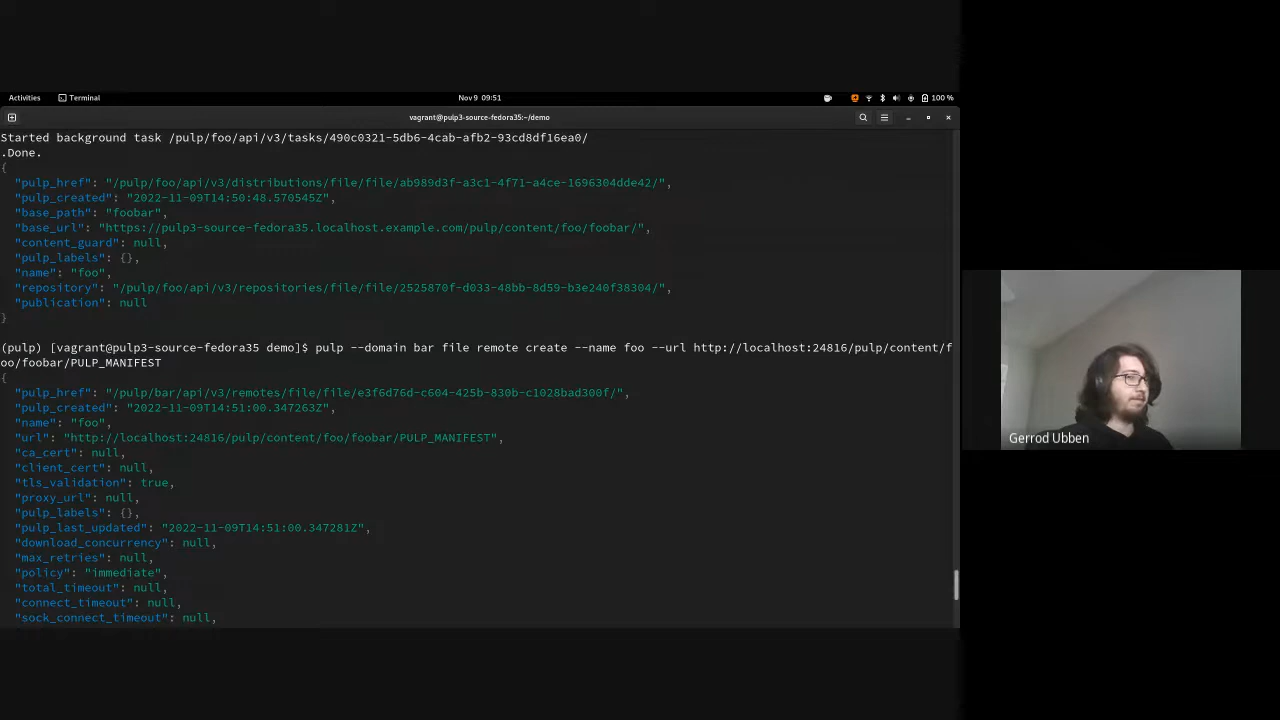 Activities
Terminal
Nov 9 09:51
100 %
vagrant@pulp3-source-fedora35:~/demo
Started background task /pulp/foo/api/v3/tasks/490c0321-5db6-4cab-afb2-93cd8df16ea0/
.Done.
{
"pulp_href": "/pulp/foo/api/v3/distributions/file/file/ab989d3f-a3c1-4f71-a4ce-1696304dde42/",
"pulp_created": "2022-11-09T14:50:48.570545Z",
"base_path": "foobar",
"base_url": "https://pulp3-source-fedora35.localhost.example.com/pulp/content/foo/foobar/",
"content_guard": null,
"pulp_labels": {},
"name": "foo",
"repository": "/pulp/foo/api/v3/repositories/file/file/2525870f-d033-48bb-8d59-b3e240f38304/",
"publication": null
}
(pulp) [vagrant@pulp3-source-fedora35 demo]$ pulp --domain bar file remote create --name foo --url http://localhost:24816/pulp/content/f
oo/foobar/PULP_MANIFEST
{
"pulp_href": "/pulp/bar/api/v3/remotes/file/file/e3f6d76d-c604-425b-830b-c1028bad300f/",
"pulp_created": "2022-11-09T14:51:00.347263Z",
"name": "foo",
"url": "http://localhost:24816/pulp/content/foo/foobar/PULP_MANIFEST",
"ca_cert": null,
"client_cert": null,
"tls_validation": true,
"proxy_url": null,
"pulp_labels": {},
"pulp_last_updated": "2022-11-09T14:51:00.347281Z",
"download_concurrency": null,
"max_retries": null,
"policy": "immediate",
"total_timeout": null,
"connect_timeout": null,
"sock_connect_timeout": null,
Gerrod Ubben